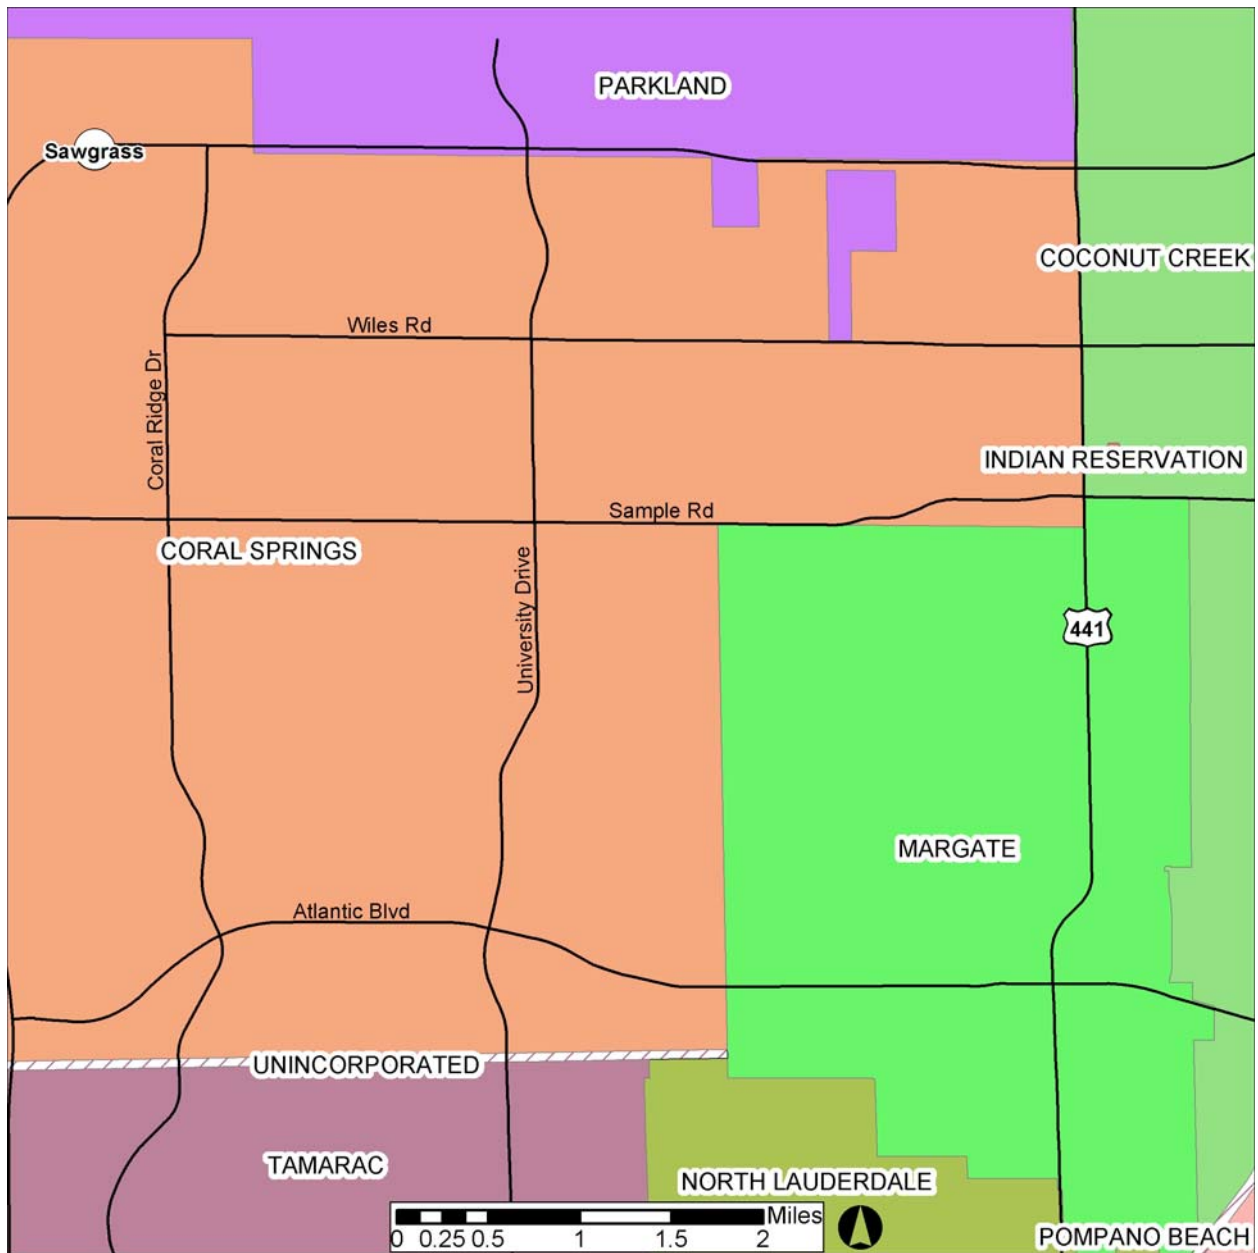 PARKLAND
Sawgrass
COCONUT CREEK
Wiles Rd
Coral Ridge Dr
INDIAN RESERVATION
Sample Rd
CORAL SPRINGS
University Drive
441
MARGATE
Atlantic Blvd
UNINCORPORATED
TAMARAC
NORTH LAUDERDALE
Miles
0 0.25 0.5 1 1.5 2
POMPANO BEACH